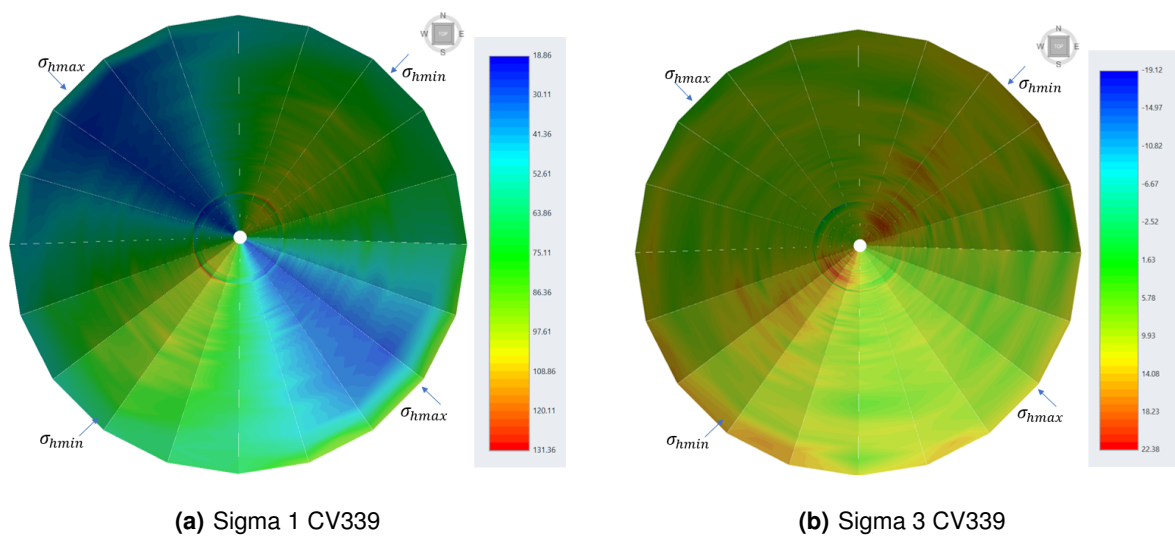 N
W TOP E
S
σhmax
σhmin
σhmin
σhmax
18.86
30.11
41.36
52.61
63.86
75.11
86.36
97.61
108.86
120.11
131.36
(a) Sigma 1 CV339
N
W TOP E
S
σhmax
σhmin
σhmin
σhmax
-19.12
-14.97
-10.82
-6.67
-2.52
1.63
5.78
9.93
14.08
18.23
22.38
(b) Sigma 3 CV339